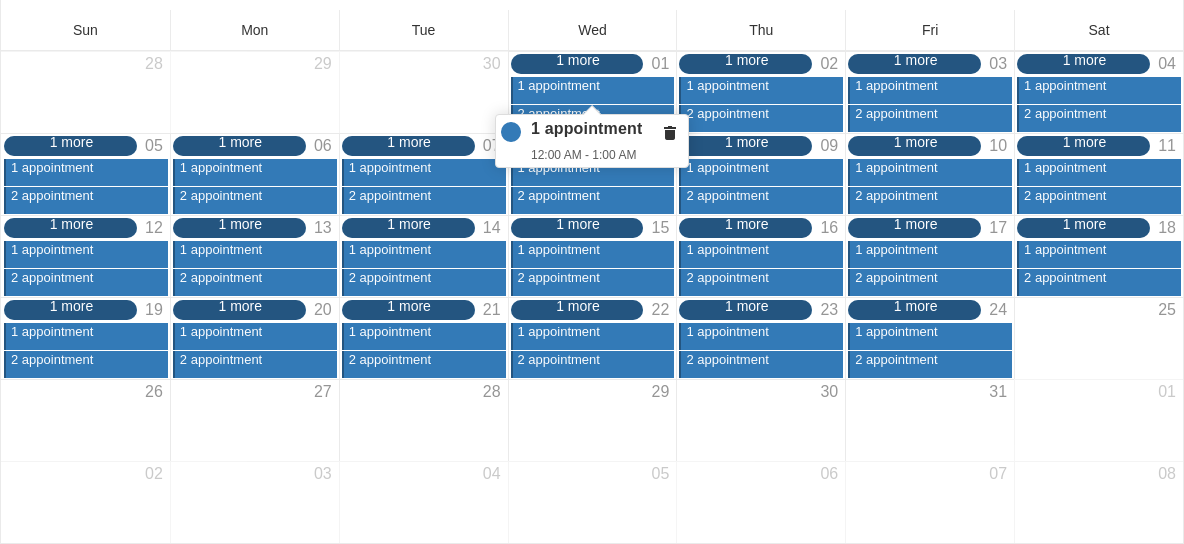 Sun Mon Tue Wed Thu Fri Sat
28 29 30 1 more 01 1 more 02 1 more 03 1 more 04
1 appointment 1 appointment 1 appointment 1 appointment
2 appointment 2 appointment 2 appointment 2 appointment
1 appointment
12:00 AM - 1:00 AM
1 more 05 1 more 06 1 more 07 1 more 09 1 more 10 1 more 11
1 appointment 1 appointment 1 appointment 1 appointment 1 appointment 1 appointment 1 appointment
2 appointment 2 appointment 2 appointment 2 appointment 2 appointment 2 appointment 2 appointment
1 more 12 1 more 13 1 more 14 1 more 15 1 more 16 1 more 17 1 more 18
1 appointment 1 appointment 1 appointment 1 appointment 1 appointment 1 appointment 1 appointment
2 appointment 2 appointment 2 appointment 2 appointment 2 appointment 2 appointment 2 appointment
1 more 19 1 more 20 1 more 21 1 more 22 1 more 23 1 more 24 25
1 appointment 1 appointment 1 appointment 1 appointment 1 appointment 1 appointment
2 appointment 2 appointment 2 appointment 2 appointment 2 appointment 2 appointment
26 27 28 29 30 31 01
02 03 04 05 06 07 08